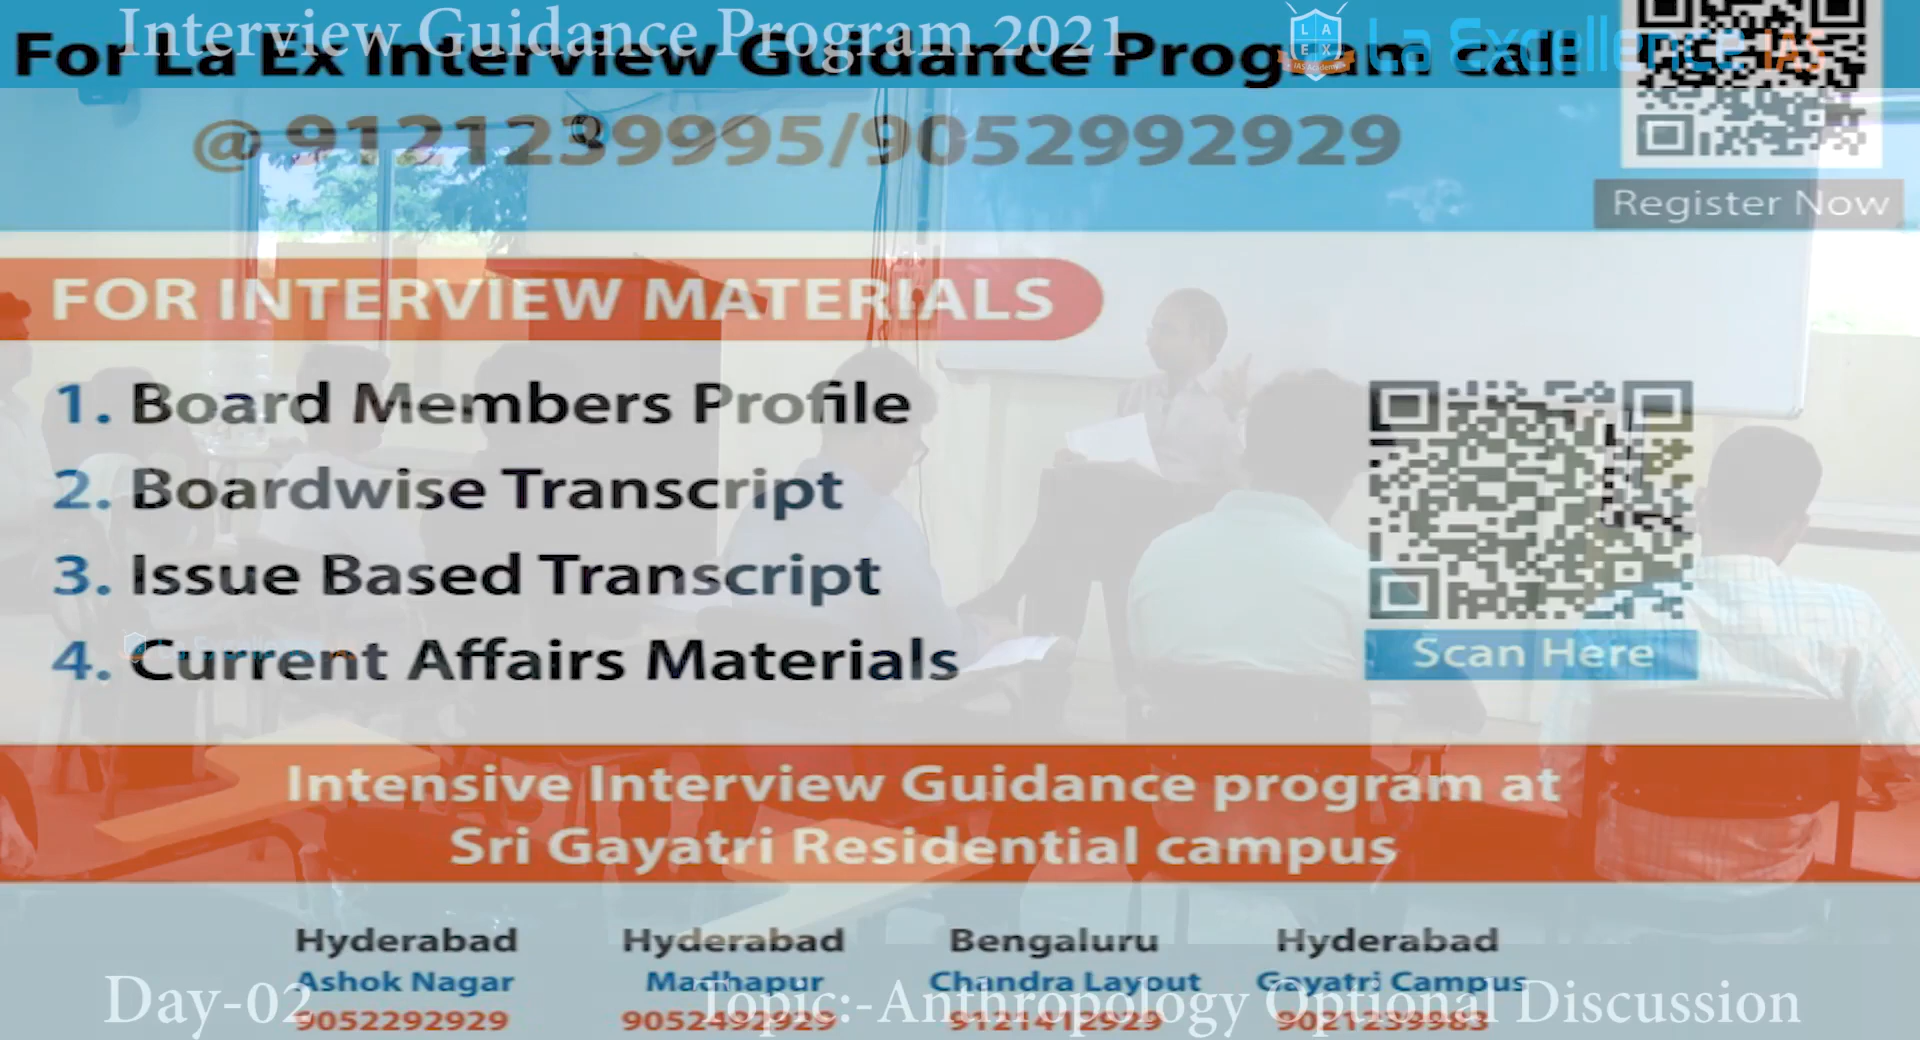 Interview Guidance Program 2021
La Excellence IAS
For La Ex Interview Guidance Program call
@ 9121239995/9052992929
Register Now
FOR INTERVIEW MATERIALS
1. Board Members Profile
2. Boardwise Transcript
3. Issue Based Transcript
4. Current Affairs Materials
Scan Here
Intensive Interview Guidance program at
Sri Gayatri Residential campus
Hyderabad Hyderabad Bengaluru Hyderabad
Ashok Nagar Madhapur Chandra Layout Gayatri Campus
Day-02 Topic:-Anthropology Optional Discussion
9052292929 9052492929 9121412929 9021239983